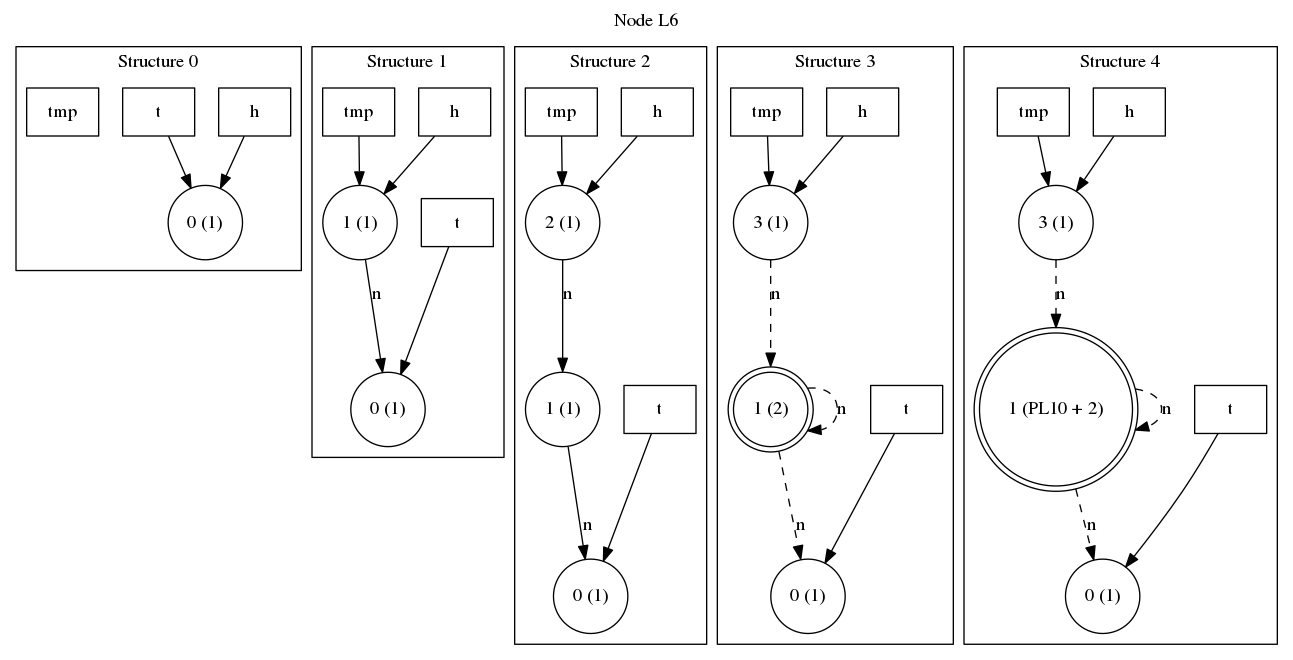 Node L6
Structure 0
tmp
t
h
0 (1)
Structure 1
tmp
h
1 (1)
t
n
0 (1)
Structure 2
tmp
h
2 (1)
n
1 (1)
t
n
0 (1)
Structure 3
tmp
h
3 (1)
n
1 (2)
n
t
n
0 (1)
Structure 4
tmp
h
3 (1)
n
1 (PL10 + 2)
n
t
n
0 (1)